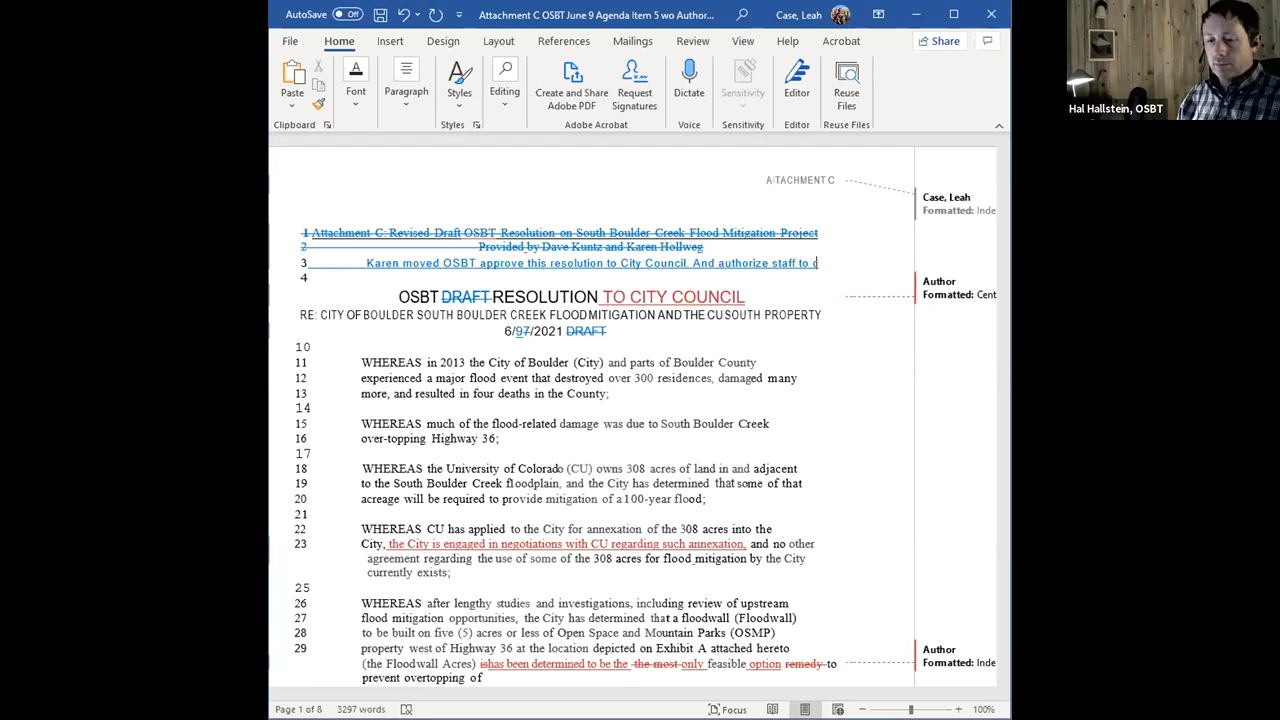 AutoSave Off Attachment C OSBT June 9 Agenda Item 5 wo Author... Case, Leah
File Home Insert Design Layout References Mailings Review View Help Acrobat Share
Paste Font Paragraph Styles Editing Create and Share Adobe PDF Request Signatures Dictate Sensitivity Editor Reuse Files
Clipboard Styles Adobe Acrobat Voice Sensitivity Editor Reuse Files
Hal Hallstein, OSBT
ATTACHMENT C
Case, Leah
Formatted: Inde
1 Attachment C: Revised Draft OSBT Resolution on South Boulder Creek Flood Mitigation Project
2 Provided by Dave Kuntz and Karen Hollweg
3 Karen moved OSBT approve this resolution to City Council. And authorize staff to c
4
Author
Formatted: Cent
OSBT DRAFT RESOLUTION TO CITY COUNCIL
RE: CITY OF BOULDER SOUTH BOULDER CREEK FLOOD MITIGATION AND THE CU SOUTH PROPERTY
6/97/2021 DRAFT
10
11 WHEREAS in 2013 the City of Boulder (City) and parts of Boulder County
12 experienced a major flood event that destroyed over 300 residences, damaged many
13 more, and resulted in four deaths in the County;
14
15 WHEREAS much of the flood-related damage was due to South Boulder Creek
16 over-topping Highway 36;
17
18 WHEREAS the University of Colorado (CU) owns 308 acres of land in and adjacent
19 to the South Boulder Creek floodplain, and the City has determined that some of that
20 acreage will be required to provide mitigation of a 100-year flood;
21
22 WHEREAS CU has applied to the City for annexation of the 308 acres into the
23 City, the City is engaged in negotiations with CU regarding such annexation, and no other
agreement regarding the use of some of the 308 acres for flood mitigation by the City
currently exists;
25
26 WHEREAS after lengthy studies and investigations, including review of upstream
27 flood mitigation opportunities, the City has determined that a floodwall (Floodwall)
28 to be built on five (5) acres or less of Open Space and Mountain Parks (OSMP)
29 property west of Highway 36 at the location depicted on Exhibit A attached hereto
(the Floodwall Acres) is has been determined to be the the most only feasible option remedy to
prevent overtopping of
Author
Formatted: Inde
Page 1 of 8 3297 words Focus 100%